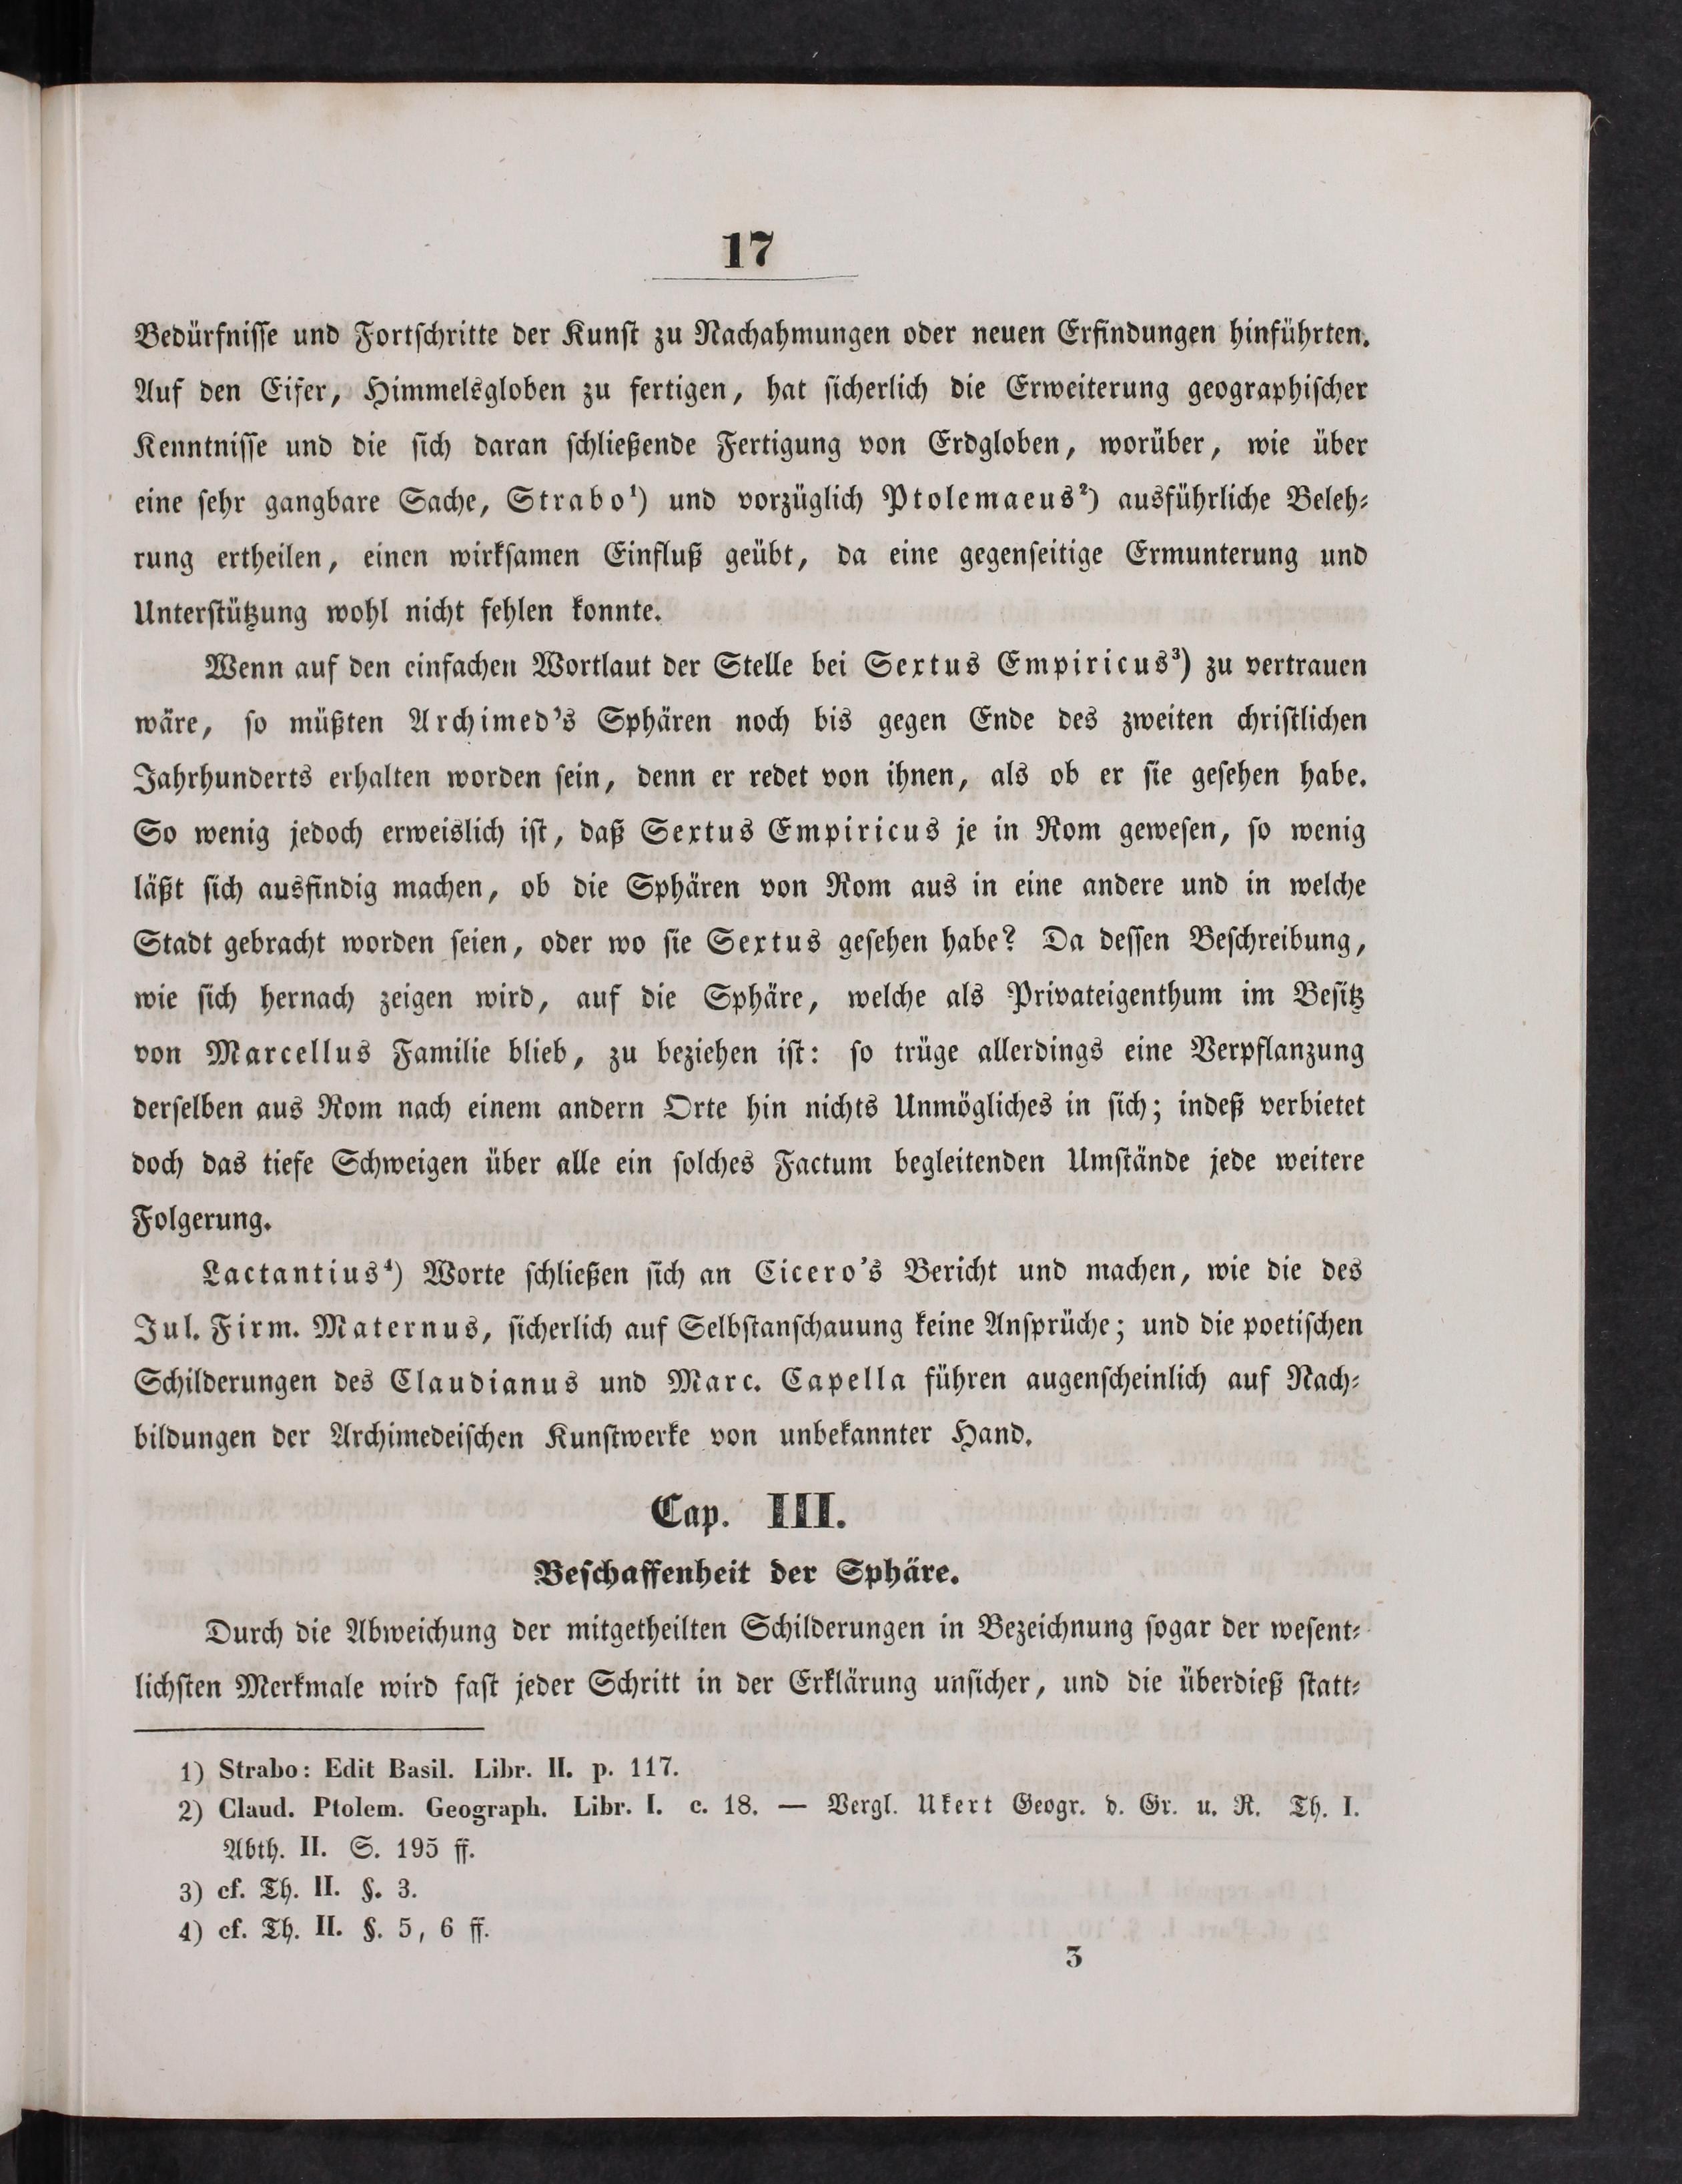 17
Bedürfnisse und Fortschritte der Kunst zu Nachahmungen oder neuen Erfindungen hinführten.
Auf den Eifer, Himmelsgloben zu fertigen, hat sicherlich die Erweiterung geographischer
Kenntnisse und die sich daran schließende Fertigung von Erdgloben, worüber, wie über
eine sehr gangbare Sache, Strabo¹) und vorzüglich Ptolemaeus²) ausführliche Beleh-
rung ertheilen, einen wirksamen Einfluß geübt, da eine gegenseitige Ermunterung und
Unterstützung wohl nicht fehlen konnte.
Wenn auf den einfachen Wortlaut der Stelle bei Sextus Empiricus³) zu vertrauen
wäre, so müßten Archimed's Sphären noch bis gegen Ende des zweiten christlichen
Jahrhunderts erhalten worden sein, denn er redet von ihnen, als ob er sie gesehen habe.
So wenig jedoch erweislich ist, daß Sextus Empiricus je in Rom gewesen, so wenig
läßt sich ausfindig machen, ob die Sphären von Rom aus in eine andere und in welche
Stadt gebracht worden seien, oder wo sie Sextus gesehen habe? Da dessen Beschreibung,
wie sich hernach zeigen wird, auf die Sphäre, welche als Privateigenthum im Besitz
von Marcellus Familie blieb, zu beziehen ist: so trüge allerdings eine Verpflanzung
derselben aus Rom nach einem andern Orte hin nichts Unmögliches in sich; indeß verbietet
doch das tiefe Schweigen über alle ein solches Factum begleitenden Umstände jede weitere
Folgerung.
Lactantius⁴) Worte schließen sich an Cicero's Bericht und machen, wie die des
Jul. Firm. Maternus, sicherlich auf Selbstanschauung keine Ansprüche; und die poetischen
Schilderungen des Claudianus und Marc. Capella führen augenscheinlich auf Nach-
bildungen der Archimedeischen Kunstwerke von unbekannter Hand.
Cap. III.
Beschaffenheit der Sphäre.
Durch die Abweichung der mitgetheilten Schilderungen in Bezeichnung sogar der wesent-
lichsten Merkmale wird fast jeder Schritt in der Erklärung unsicher, und die überdieß statt-
1) Strabo: Edit Basil. Libr. II. p. 117.
2) Claud. Ptolem. Geograph. Libr. I. c. 18. — Vergl. Ukert Geogr. d. Gr. u. R. Th. I.
Abth. II. S. 195 ff.
3) cf. Th. II. §. 3.
4) cf. Th. II. §. 5, 6 ff.
3